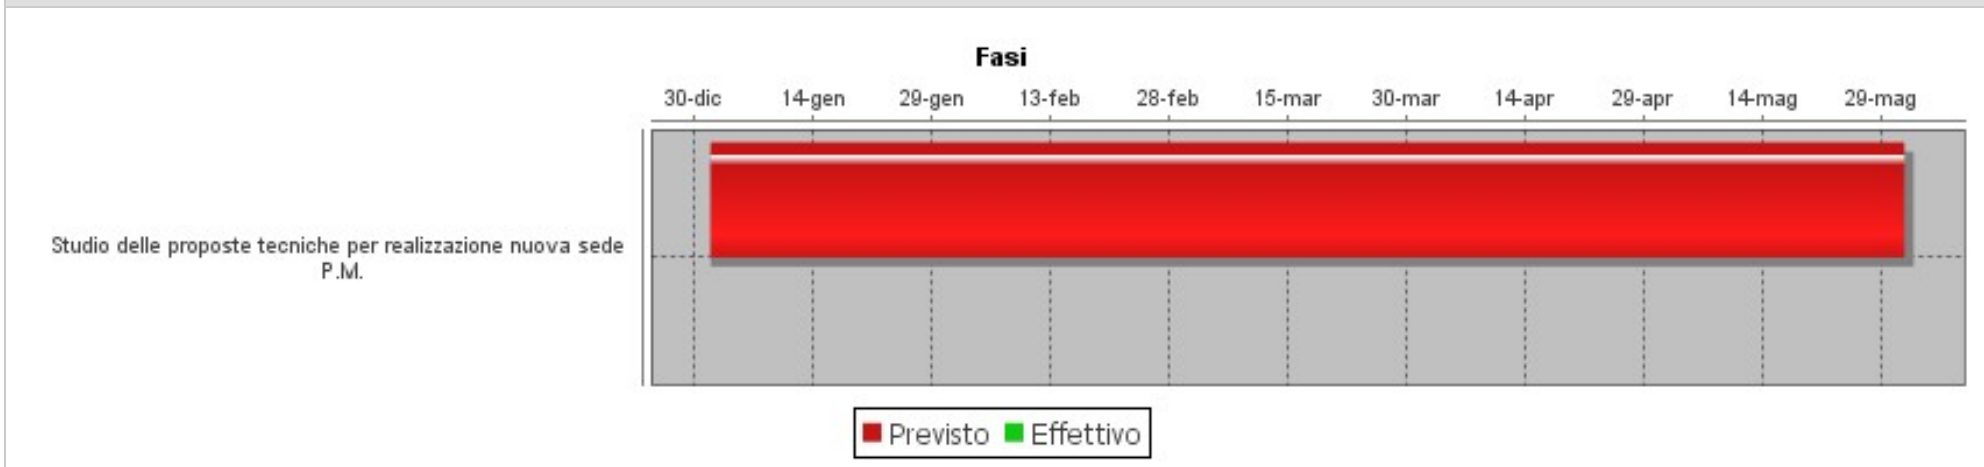 Fasi
30-dic 14-gen 29-gen 13-feb 28-feb 15-mar 30-mar 14-apr 29-apr 14-mag 29-mag
Studio delle proposte tecniche per realizzazione nuova sede
P.M.
Previsto Effettivo